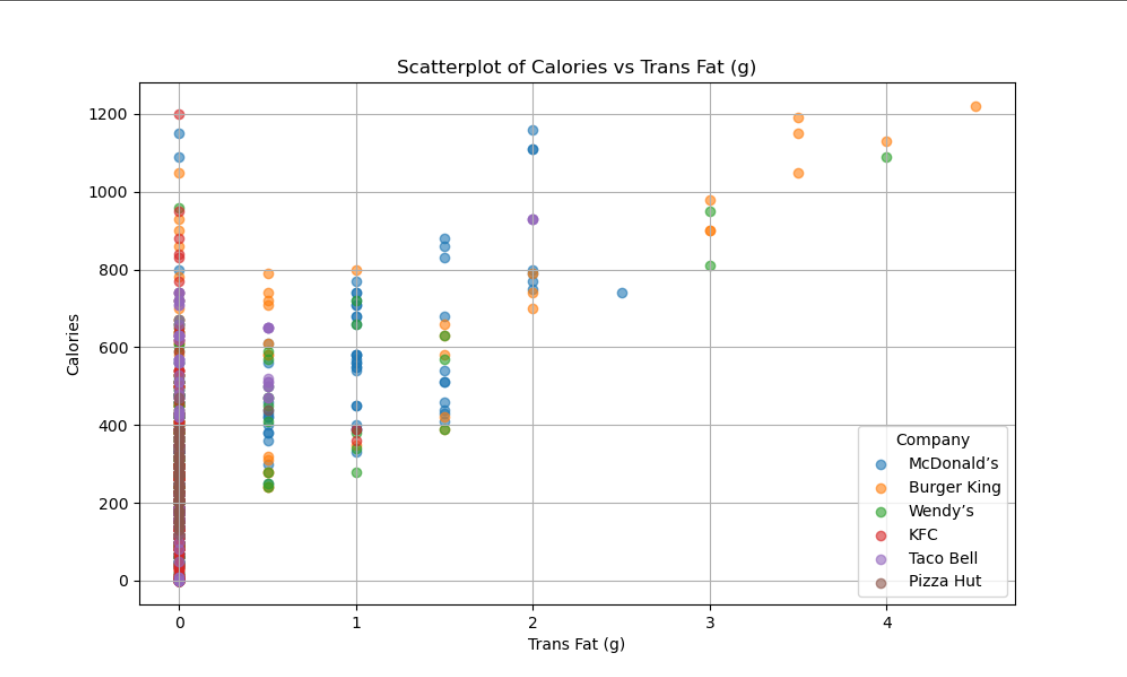 Scatterplot of Calories vs Trans Fat (g)
1200
1000
800
600
400
200
0
Calories
0 1 2 3 4
Trans Fat (g)
Company
McDonald’s
Burger King
Wendy’s
KFC
Taco Bell
Pizza Hut